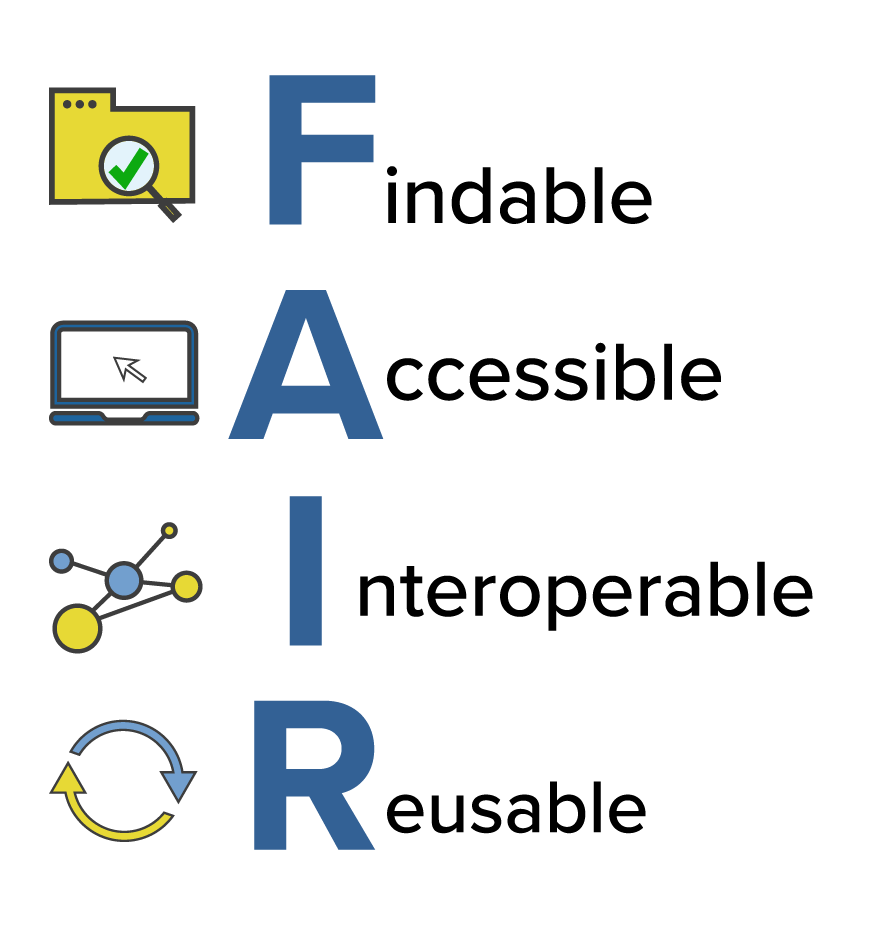 Findable
Accessible
Interoperable
Reusable